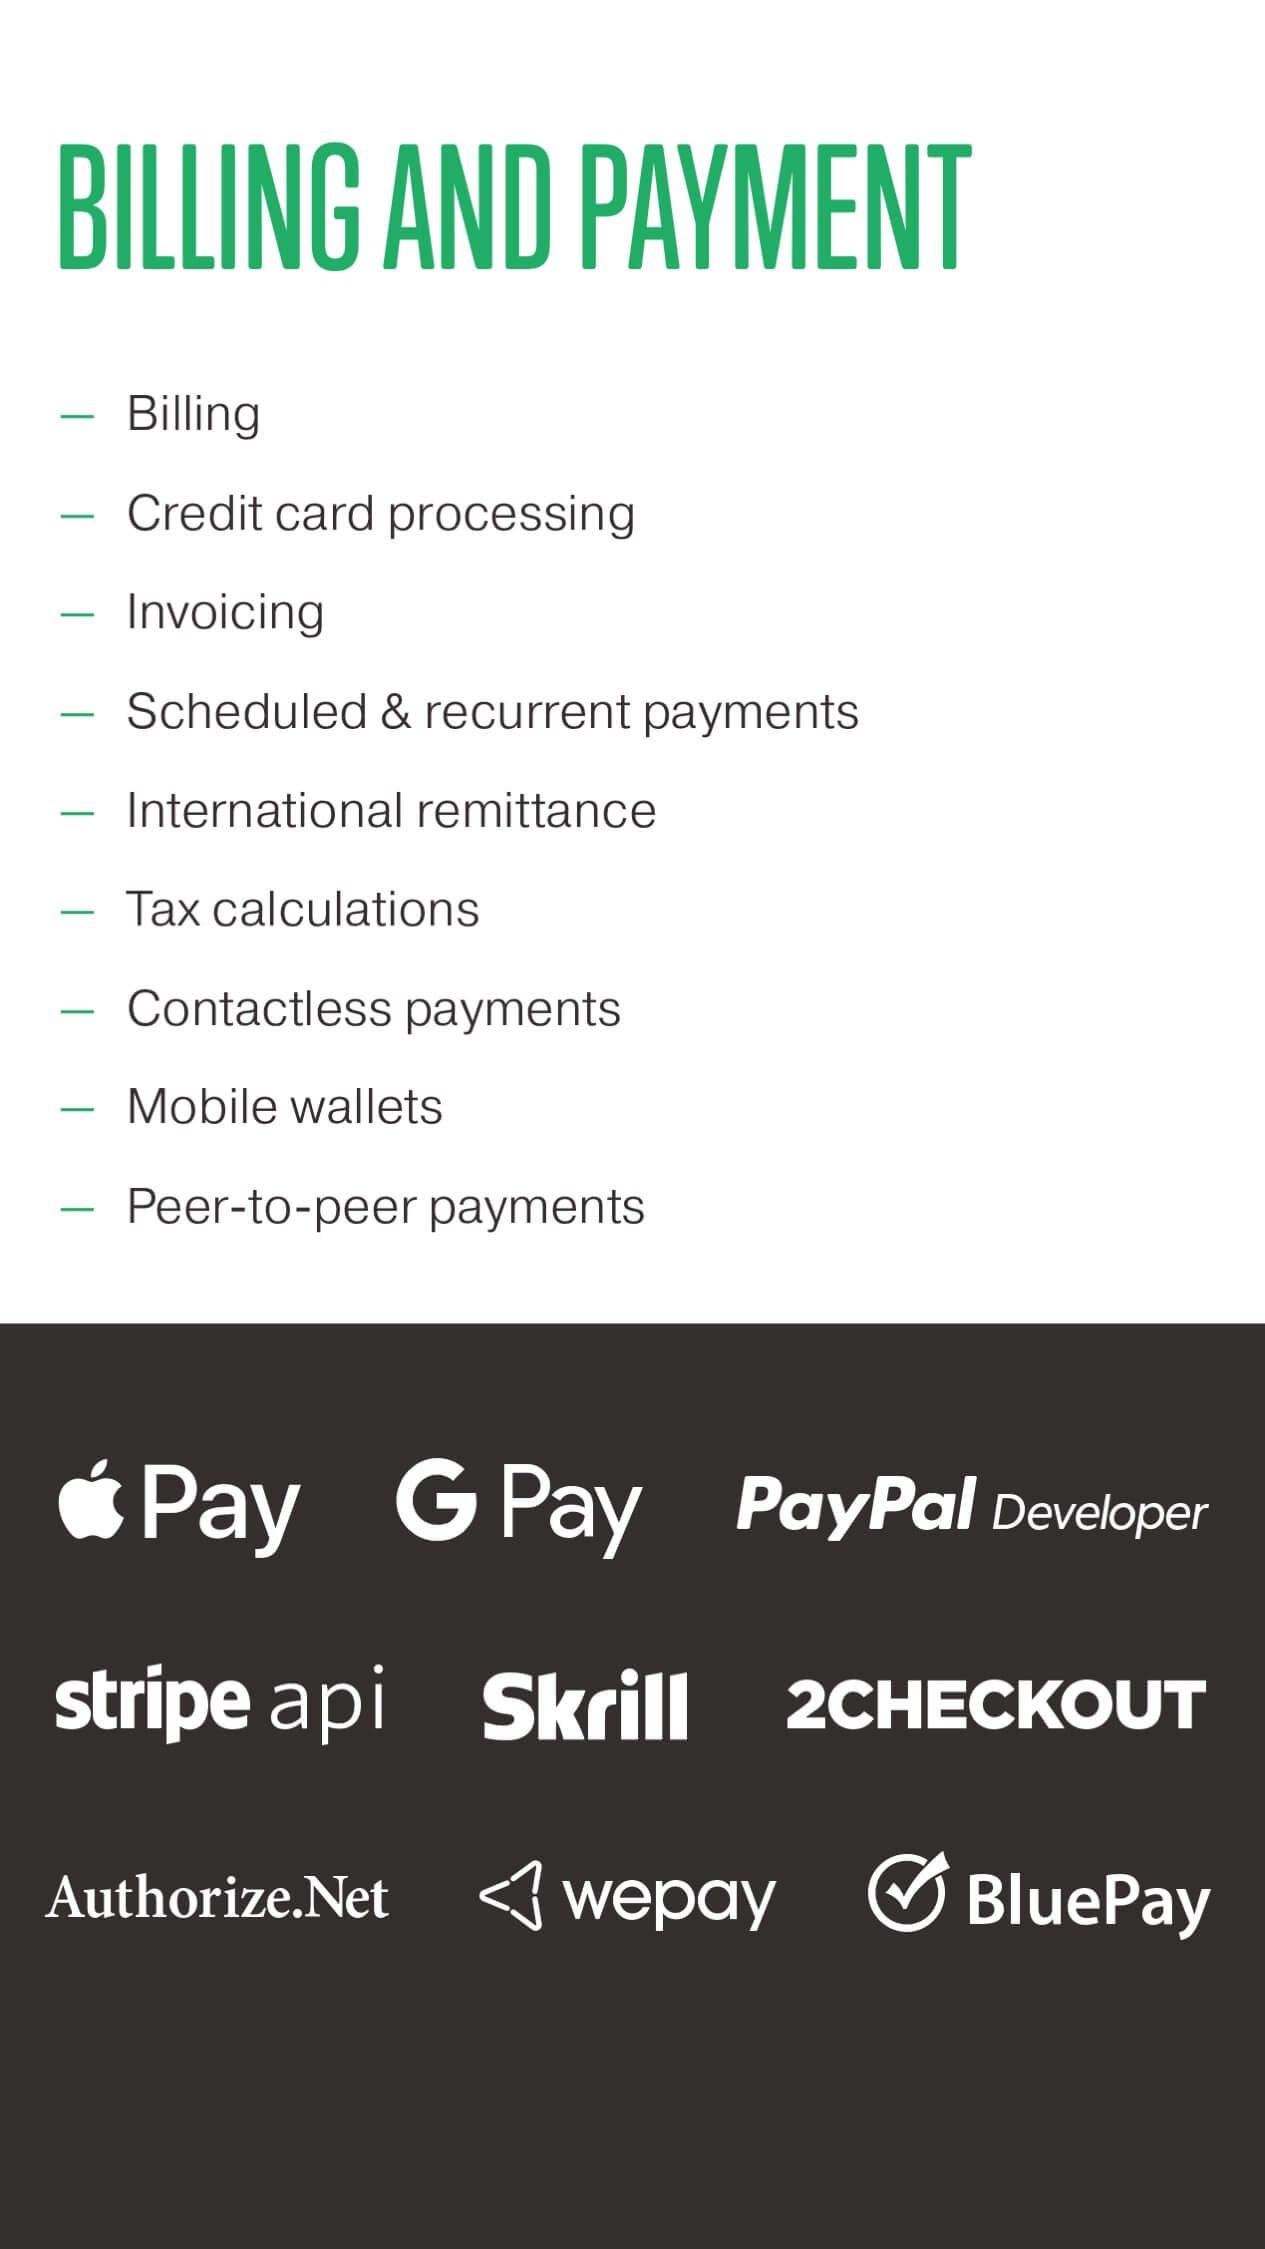 BILLING AND PAYMENT
— Billing
— Credit card processing
— Invoicing
— Scheduled & recurrent payments
— International remittance
— Tax calculations
— Contactless payments
— Mobile wallets
— Peer-to-peer payments
Pay G Pay PayPal Developer
stripe api Skrill 2CHECKOUT
Authorize.Net wepay BluePay